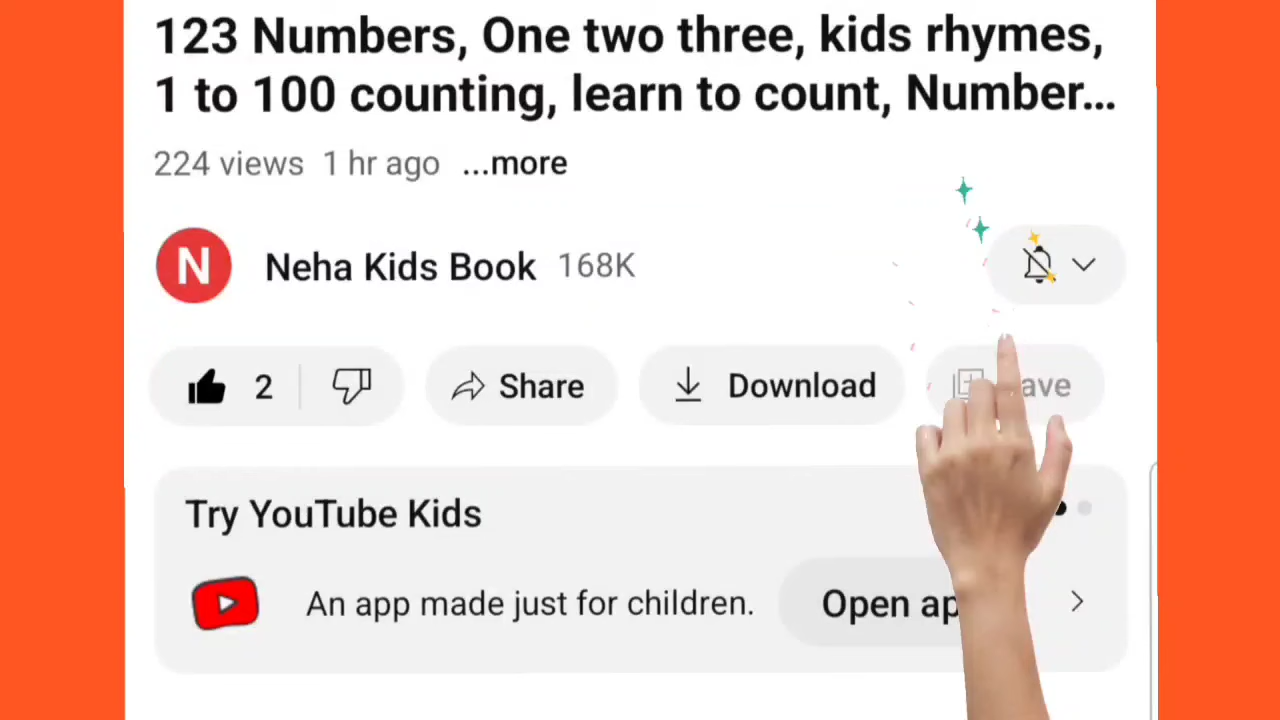 123 Numbers, One two three, kids rhymes,
1 to 100 counting, learn to count, Number...
224 views 1 hr ago ...more
N Neha Kids Book 168K
2 Share Download
Try YouTube Kids
An app made just for children. Open